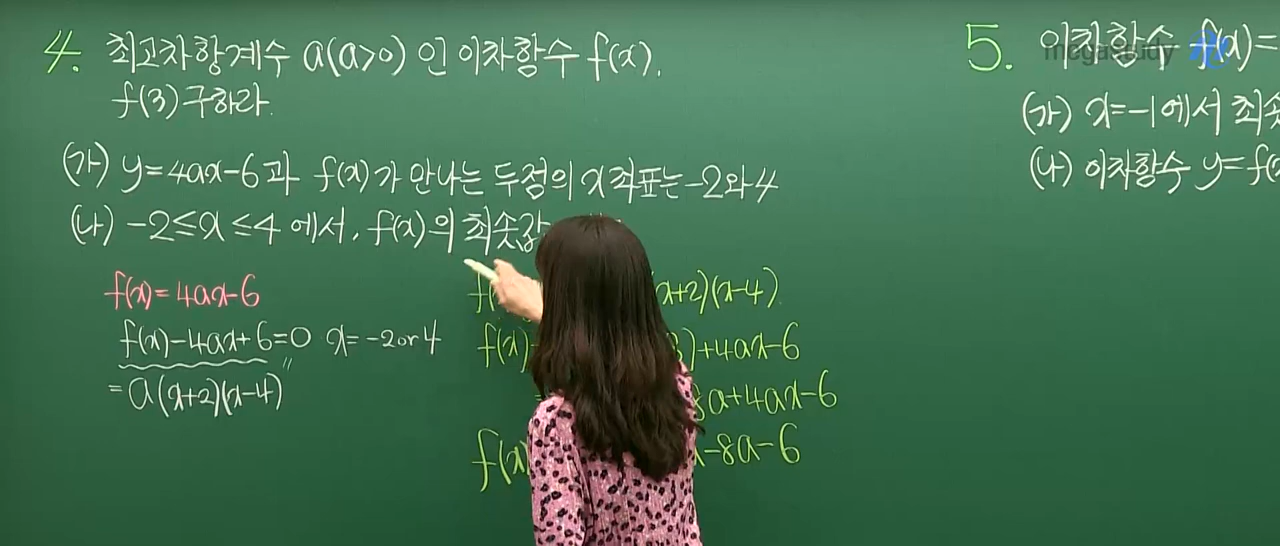 4. 최고차항계수 a(a>0) 인 이차함수 f(x).
f(3) 구하라.
(가) y=4ax-6과 f(x)가 만나는 두점의 x좌표는 -2와 4
(나) -2≤x≤4 에서, f(x)의 최솟값
f(x)=4ax-6
f(x)-4ax+6=0 x=-2 or 4
=a(x+2)(x-4)
x+2)(x-4)
f(x)
)+4ax-6
8a+4ax-6
f(x)
-8a-6
5. 이차함수 f(x)=
(가) x=-1에서 최솟
(나) 이차함수 y=f(x
megastudy